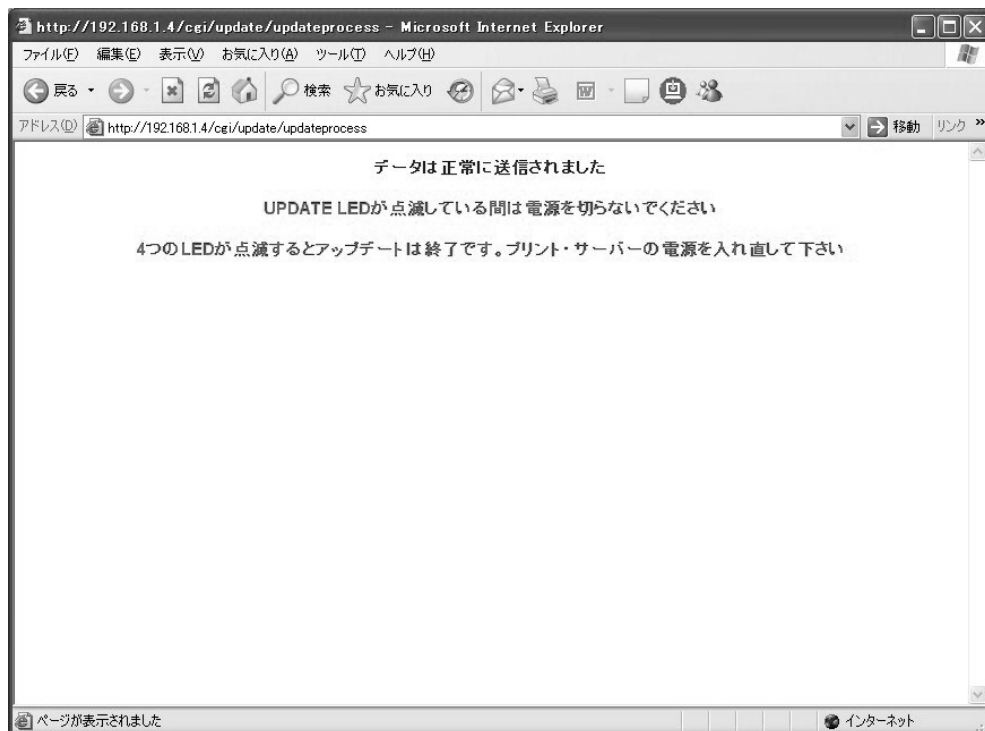 http://192.168.1.4/cgi/update/updateprocess - Microsoft Internet Explorer
ファイル(F) 編集(E) 表示(V) お気に入り(A) ツール(T) ヘルプ(H)
戻る 検索 お気に入り
アドレス(D) http://192.168.1.4/cgi/update/updateprocess 移動 リンク »
データは正常に送信されました
UPDATE LEDが点滅している間は電源を切らないでください
4つのLEDが点滅するとアップデートは終了です。プリント・サーバーの電源を入れ直して下さい
ページが表示されました インターネット